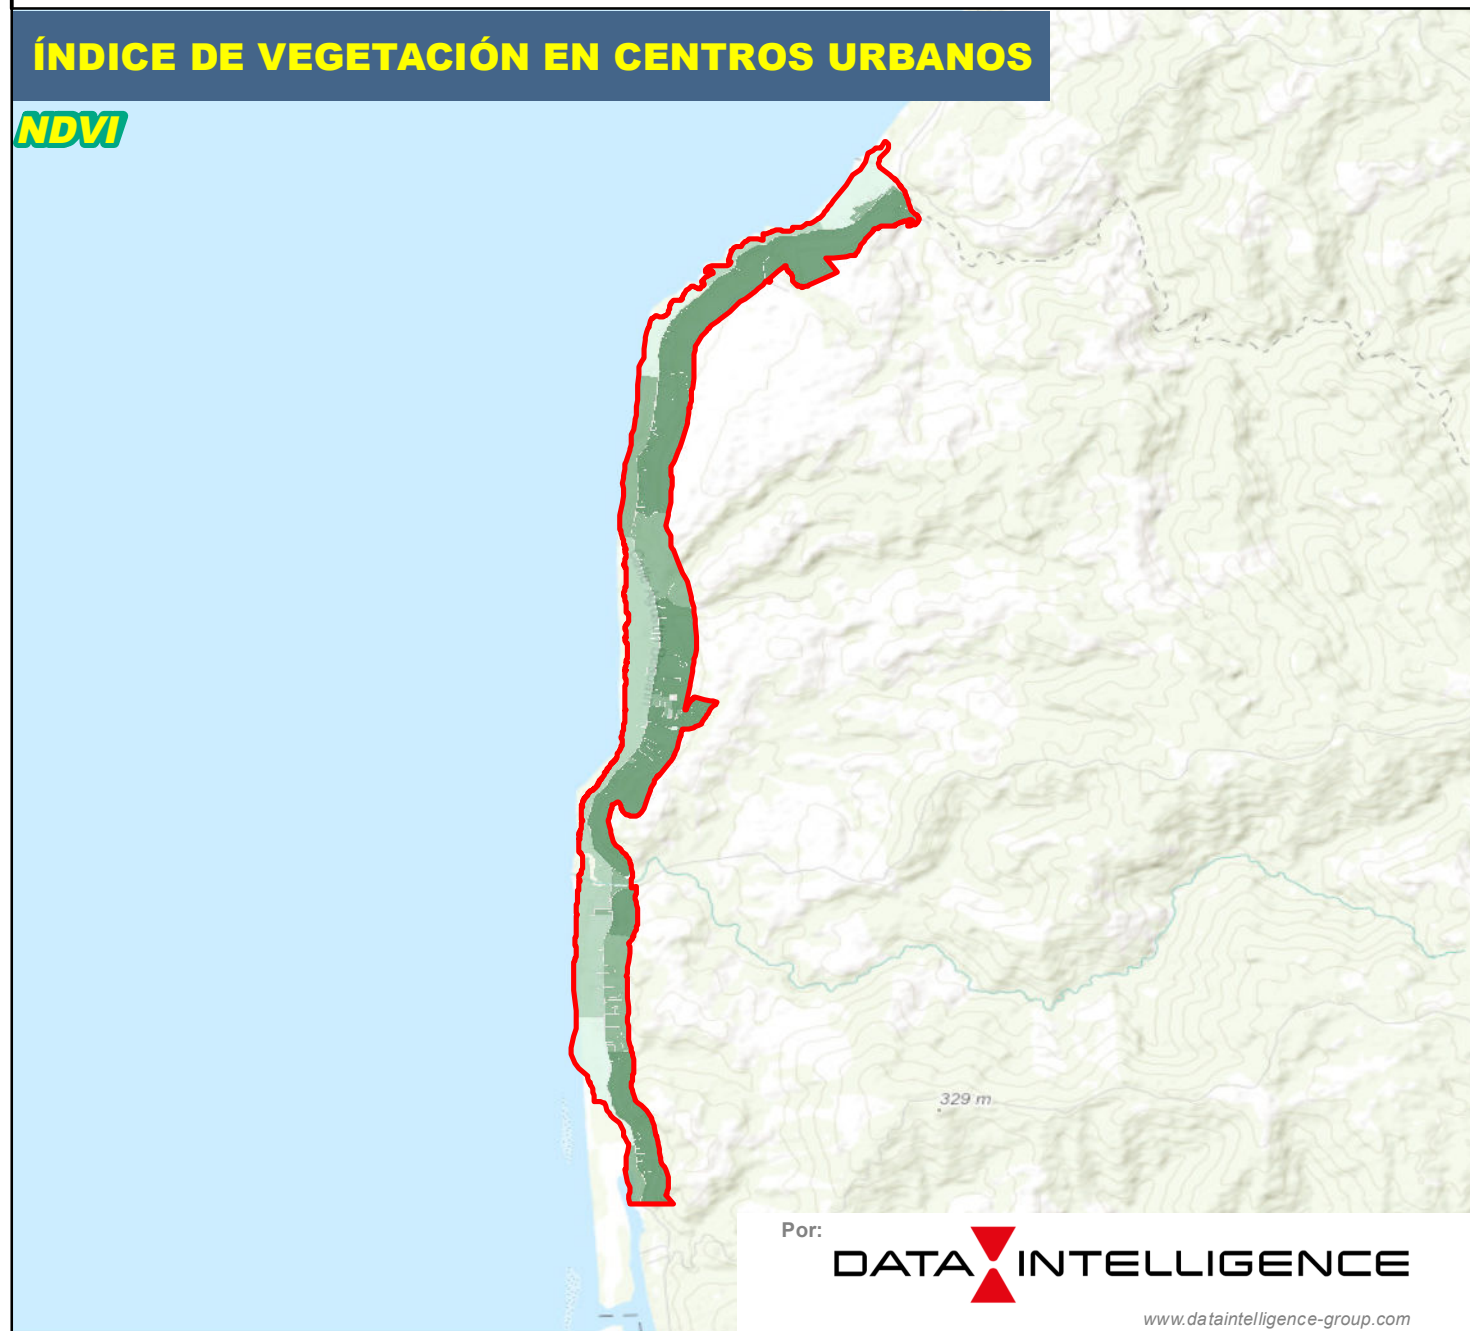 ÍNDICE DE VEGETACIÓN EN CENTROS URBANOS
NDVI
329 m
Por:
DATA INTELLIGENCE
www.dataintelligence-group.com